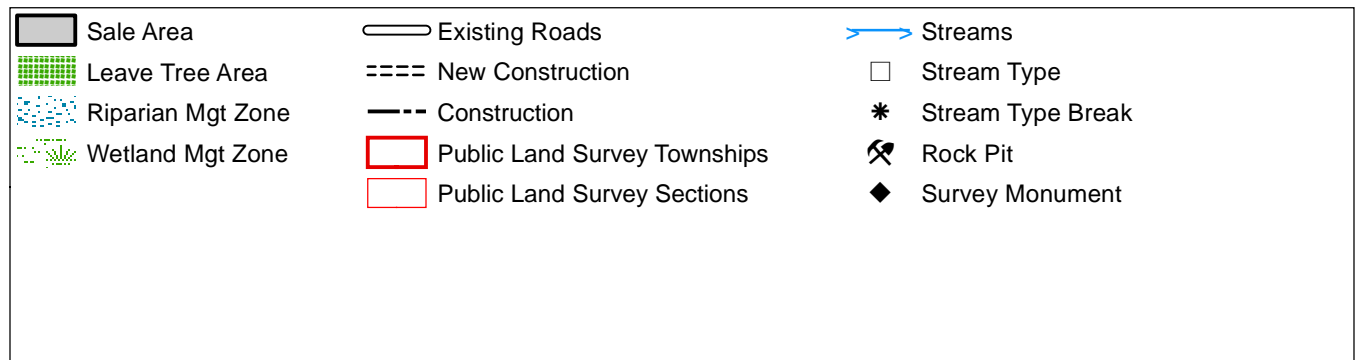 Sale Area
Leave Tree Area
Riparian Mgt Zone
Wetland Mgt Zone
Existing Roads
New Construction
Construction
Public Land Survey Townships
Public Land Survey Sections
Streams
Stream Type
Stream Type Break
Rock Pit
Survey Monument